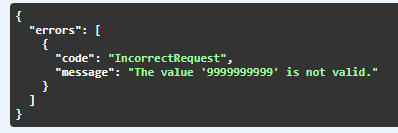 {
  "errors": [
    {
      "code": "IncorrectRequest",
      "message": "The value '9999999999' is not valid."
    }
  ]
}